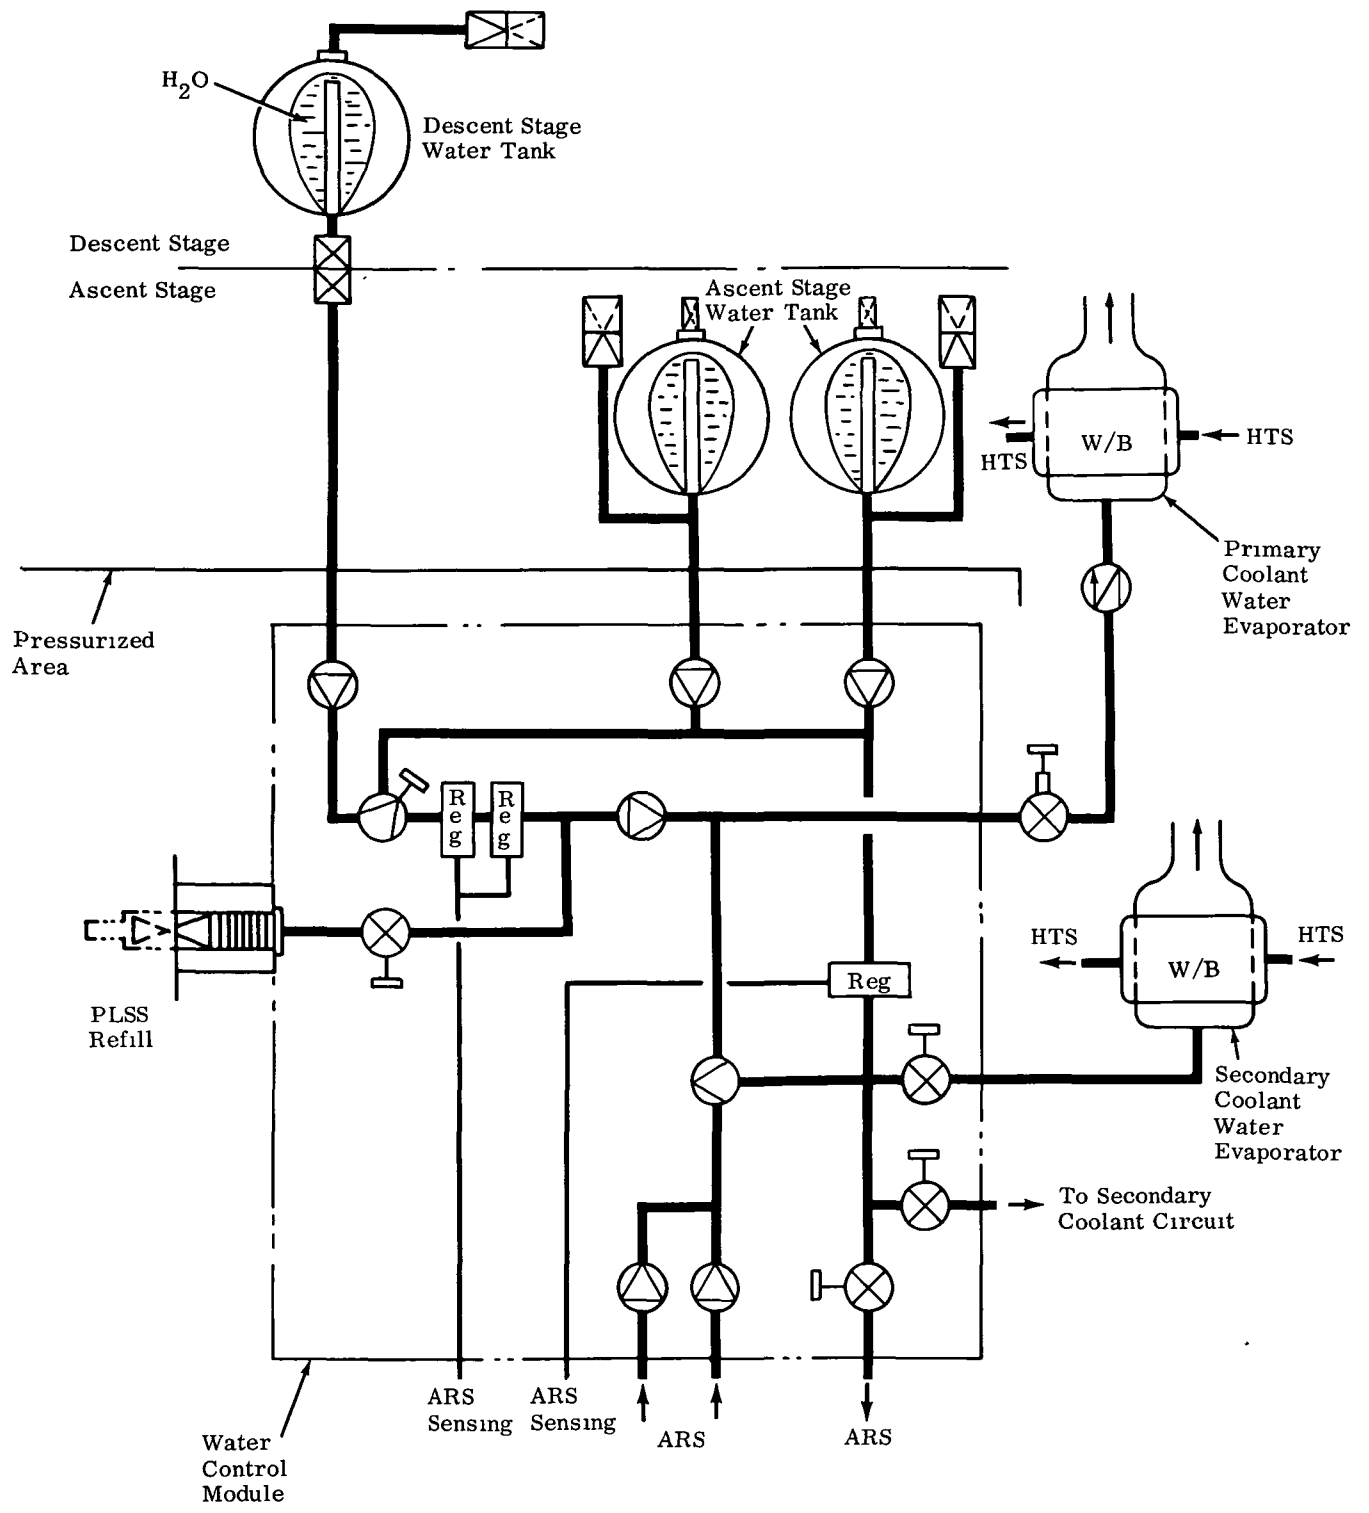 H2O
Descent Stage
Water Tank
Descent Stage
Ascent Stage
Ascent Stage
Water Tank
W/B
HTS
HTS
Primary
Coolant
Water
Evaporator
Pressurized
Area
Reg
Reg
PLSS
Refill
Reg
HTS
HTS
W/B
Secondary
Coolant
Water
Evaporator
To Secondary
Coolant Circuit
ARS
Sensing
ARS
Sensing
ARS
ARS
Water
Control
Module